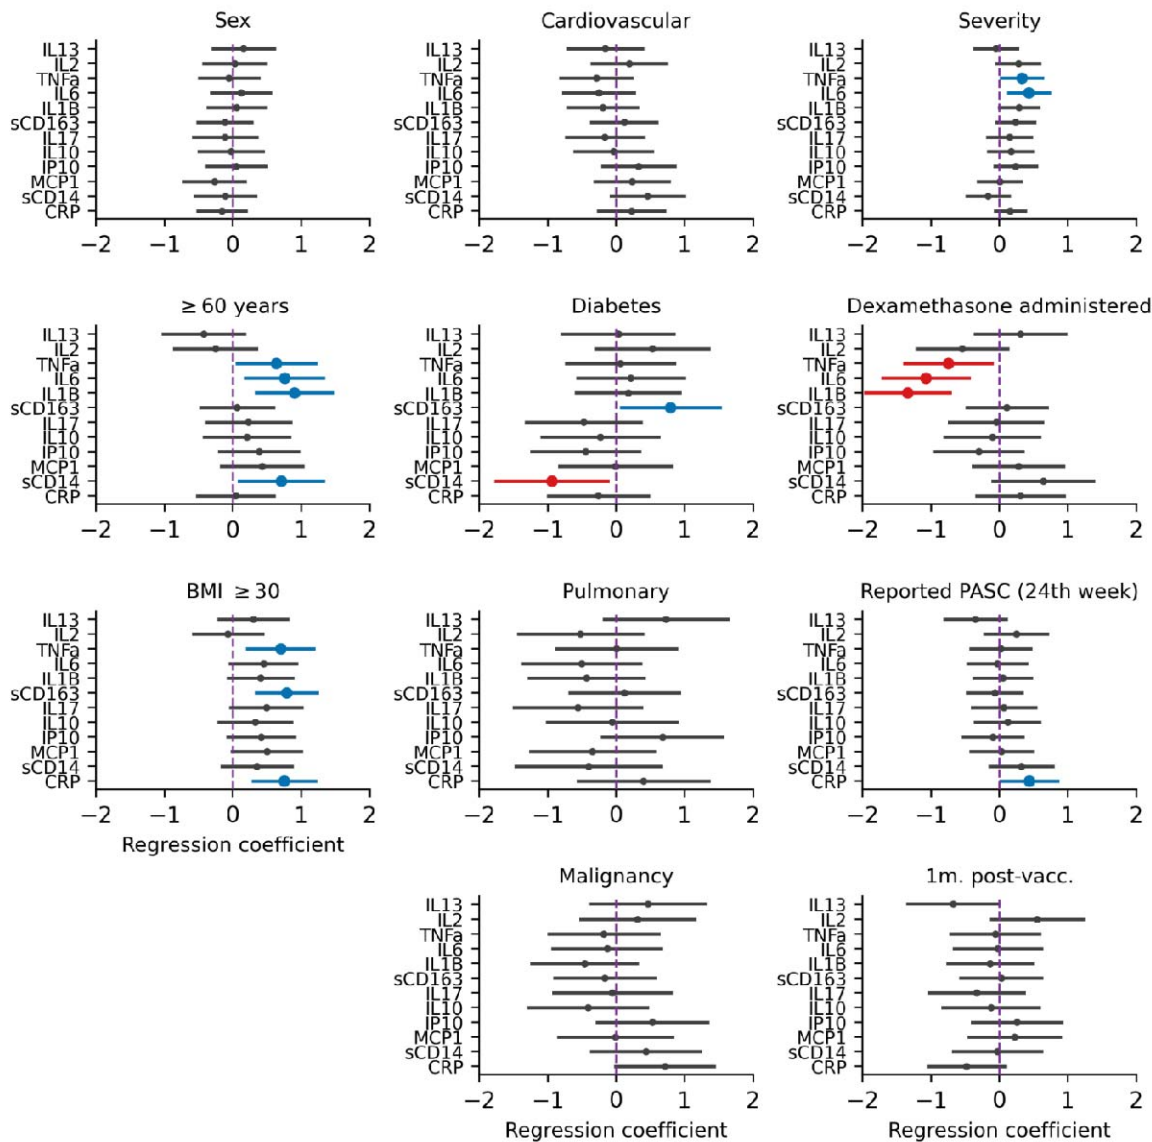 Sex
IL13
IL2
TNFa
IL6
IL1B
sCD163
IL17
IL10
IP10
MCP1
sCD14
CRP
−2 −1 0 1 2
Cardiovascular
IL13
IL2
TNFa
IL6
IL1B
sCD163
IL17
IL10
IP10
MCP1
sCD14
CRP
−2 −1 0 1 2
Severity
IL13
IL2
TNFa
IL6
IL1B
sCD163
IL17
IL10
IP10
MCP1
sCD14
CRP
−2 −1 0 1 2
≥ 60 years
IL13
IL2
TNFa
IL6
IL1B
sCD163
IL17
IL10
IP10
MCP1
sCD14
CRP
−2 −1 0 1 2
Diabetes
IL13
IL2
TNFa
IL6
IL1B
sCD163
IL17
IL10
IP10
MCP1
sCD14
CRP
−2 −1 0 1 2
Dexamethasone administered
IL13
IL2
TNFa
IL6
IL1B
sCD163
IL17
IL10
IP10
MCP1
sCD14
CRP
−2 −1 0 1 2
BMI ≥ 30
IL13
IL2
TNFa
IL6
IL1B
sCD163
IL17
IL10
IP10
MCP1
sCD14
CRP
−2 −1 0 1 2
Regression coefficient
Pulmonary
IL13
IL2
TNFa
IL6
IL1B
sCD163
IL17
IL10
IP10
MCP1
sCD14
CRP
−2 −1 0 1 2
Reported PASC (24th week)
IL13
IL2
TNFa
IL6
IL1B
sCD163
IL17
IL10
IP10
MCP1
sCD14
CRP
−2 −1 0 1 2
Malignancy
IL13
IL2
TNFa
IL6
IL1B
sCD163
IL17
IL10
IP10
MCP1
sCD14
CRP
−2 −1 0 1 2
Regression coefficient
1m. post-vacc.
IL13
IL2
TNFa
IL6
IL1B
sCD163
IL17
IL10
IP10
MCP1
sCD14
CRP
−2 −1 0 1 2
Regression coefficient